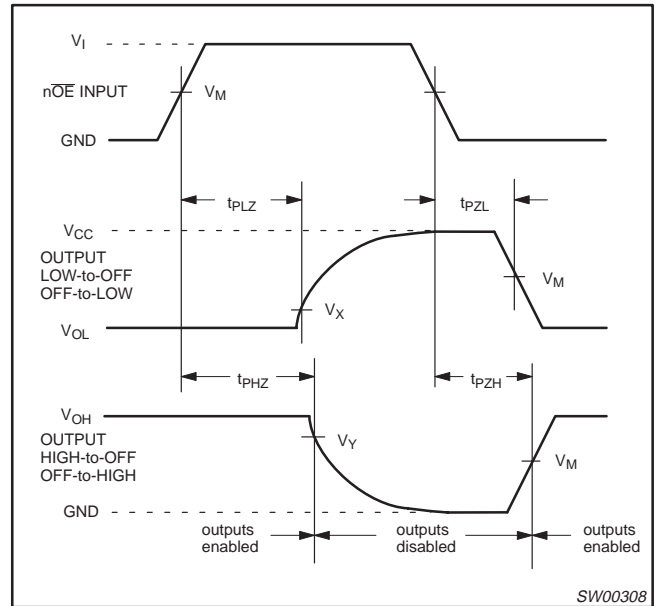 VI
nOE INPUT
VM
GND
tPLZ
tPZL
VCC
OUTPUT
LOW-to-OFF
OFF-to-LOW
VM
VX
VOL
tPHZ
tPZH
VOH
OUTPUT
HIGH-to-OFF
OFF-to-HIGH
VY
VM
GND
outputs
enabled
outputs
disabled
outputs
enabled
SW00308